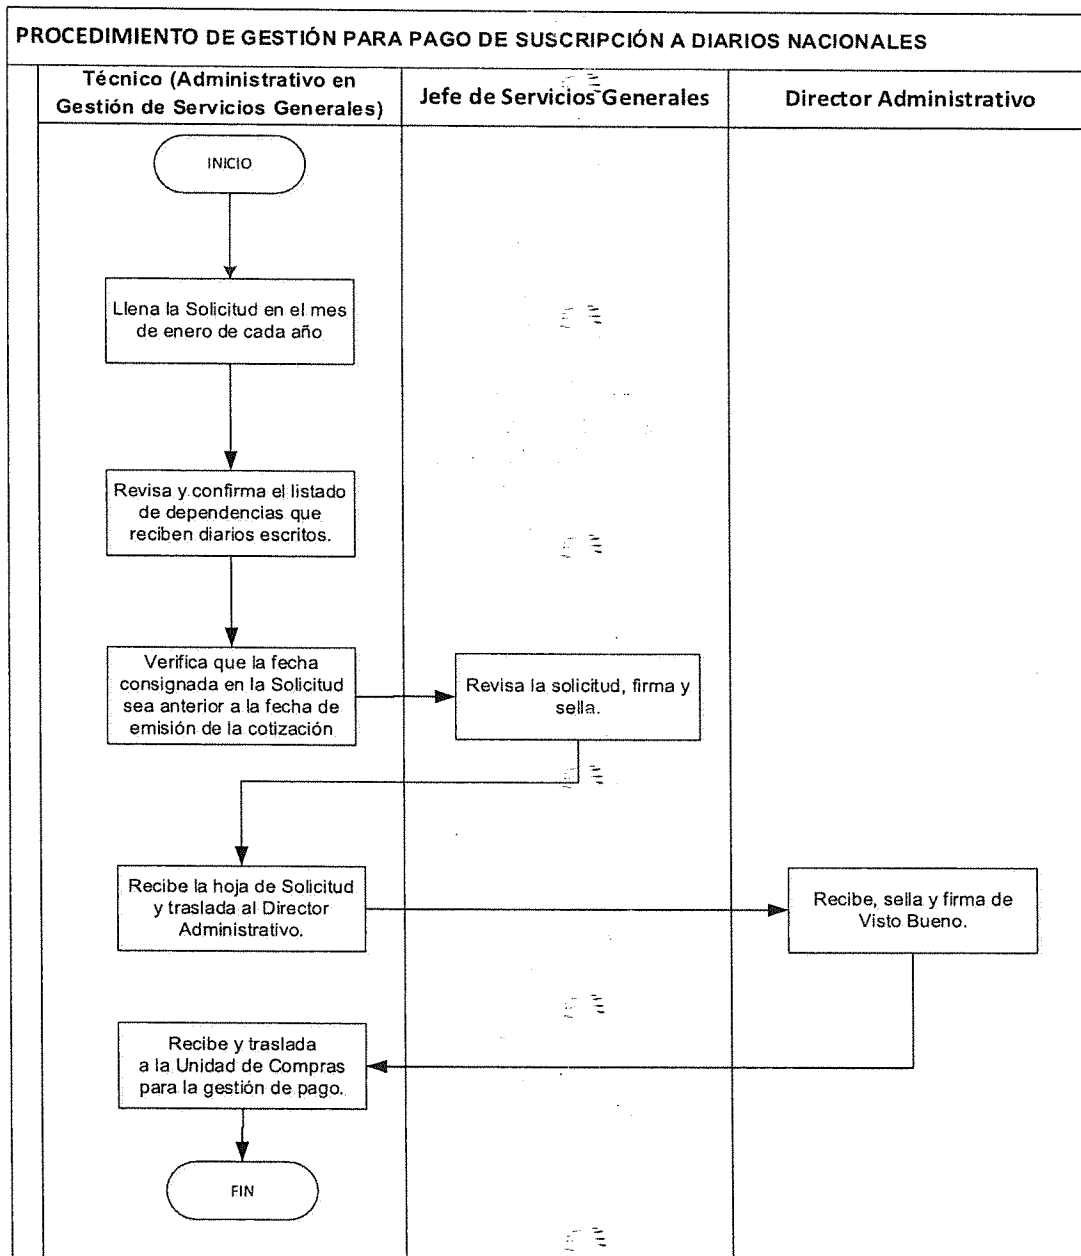 PROCEDIMIENTO DE GESTIÓN PARA PAGO DE SUSCRIPCIÓN A DIARIOS NACIONALES
Técnico (Administrativo en
Gestión de Servicios Generales)
Jefe de Servicios Generales
Director Administrativo
INICIO
Llena la Solicitud en el mes
de enero de cada año
Revisa y confirma el listado
de dependencias que
reciben diarios escritos.
Verifica que la fecha
consignada en la Solicitud
sea anterior a la fecha de
emisión de la cotización
Revisa la solicitud, firma y
sella.
Recibe la hoja de Solicitud
y traslada al Director
Administrativo.
Recibe, sella y firma de
Visto Bueno.
Recibe y traslada
a la Unidad de Compras
para la gestión de pago.
FIN